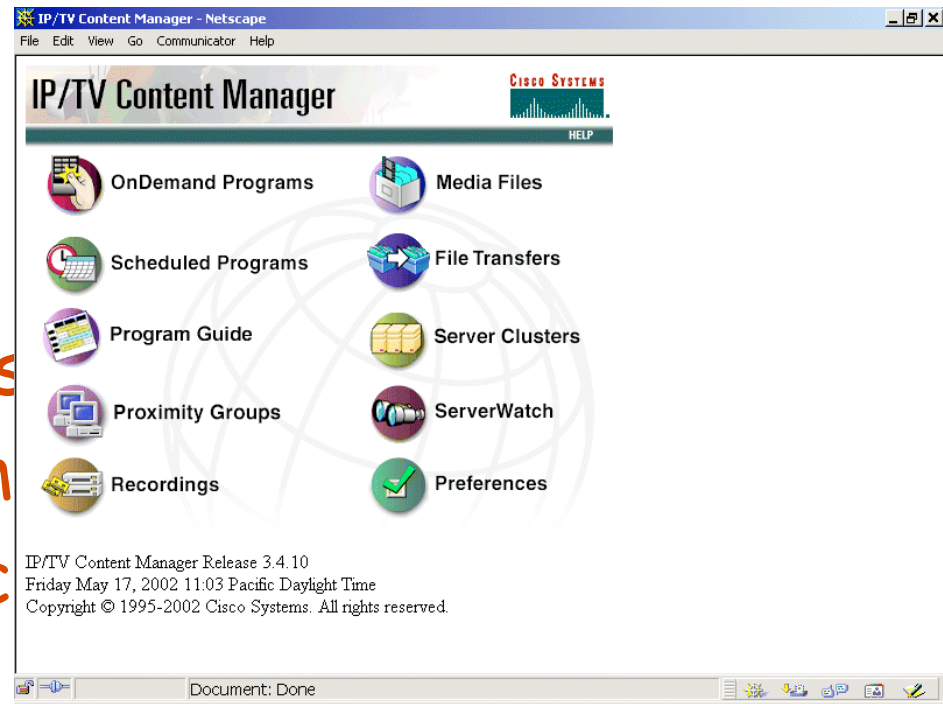 IP/TV Content Manager - Netscape
File Edit View Go Communicator Help
IP/TV Content Manager
CISCO SYSTEMS
HELP
OnDemand Programs
Media Files
Scheduled Programs
File Transfers
Program Guide
Server Clusters
Proximity Groups
ServerWatch
Recordings
Preferences
IP/TV Content Manager Release 3.4.10
Friday May 17, 2002 11:03 Pacific Daylight Time
Copyright © 1995-2002 Cisco Systems. All rights reserved.
Document: Done